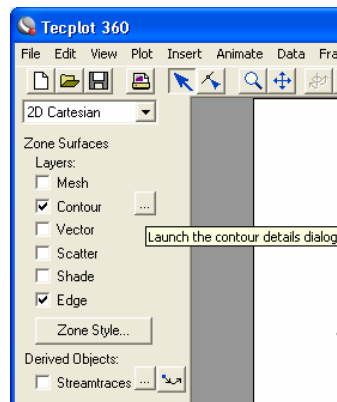 Tecplot 360
File Edit View Plot Insert Animate Data Fra
2D Cartesian
Zone Surfaces
Layers:
Mesh
Contour ...
Vector
Launch the contour details dialog
Scatter
Shade
Edge
Zone Style...
Derived Objects:
Streamtraces ...